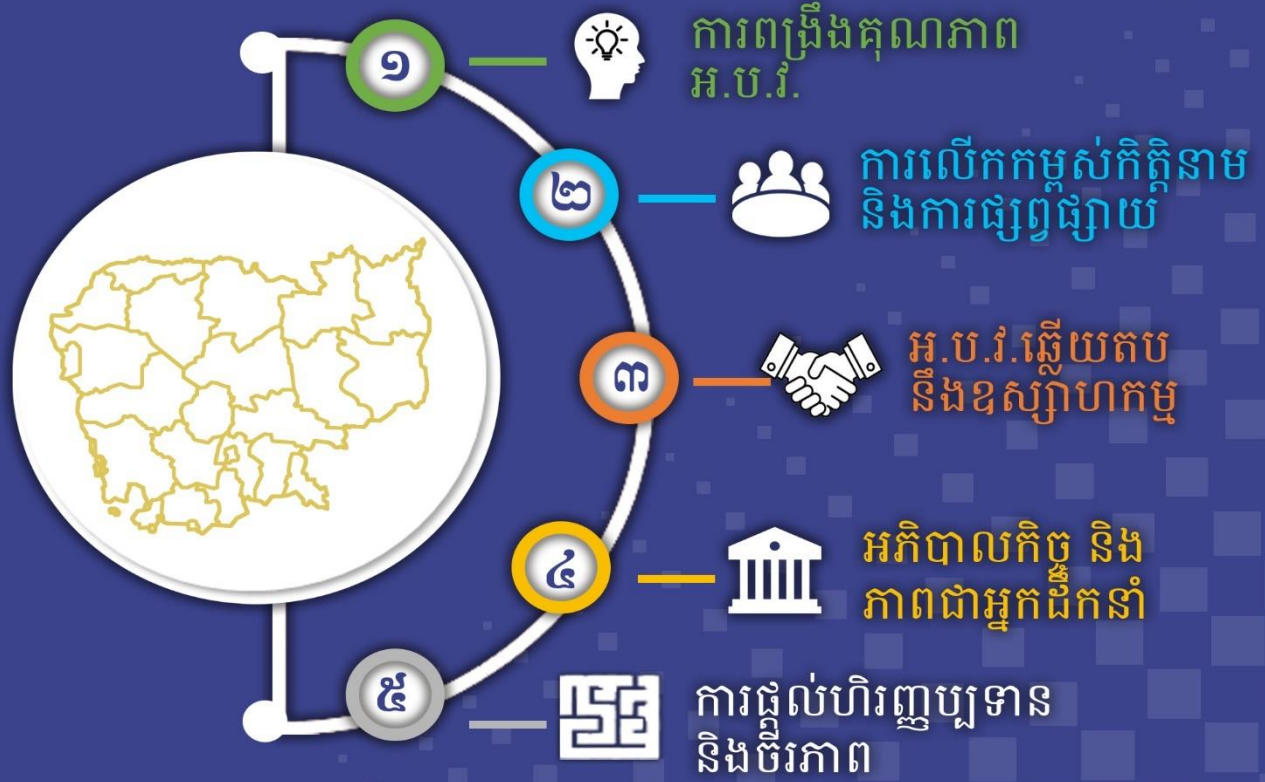 ១
ការពង្រឹងគុណភាព
អ.ប.វ.
២
ការលើកកម្ពស់កិត្តិនាម
និងការផ្សព្វផ្សាយ
៣
អ.ប.វ.ឆ្លើយតប
នឹងឧស្សាហកម្ម
៤
អភិបាលកិច្ច និង
ភាពជាអ្នកដឹកនាំ
៥
ការផ្តល់ហិរញ្ញប្បទាន
និងចីរភាព